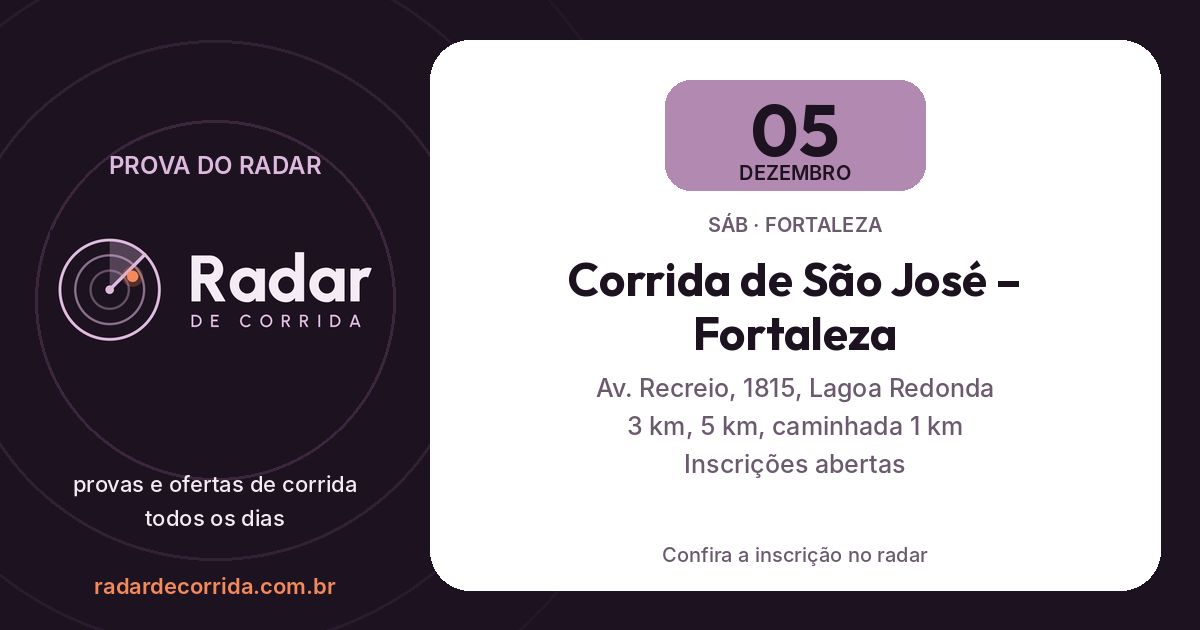 PROVA DO RADAR
Radar
DE CORRIDA
provas e ofertas de corrida
todos os dias
radardecorrida.com.br
05
DEZEMBRO
SÁB · FORTALEZA
Corrida de São José –
Fortaleza
Av. Recreio, 1815, Lagoa Redonda
3 km, 5 km, caminhada 1 km
Inscrições abertas
Confira a inscrição no radar